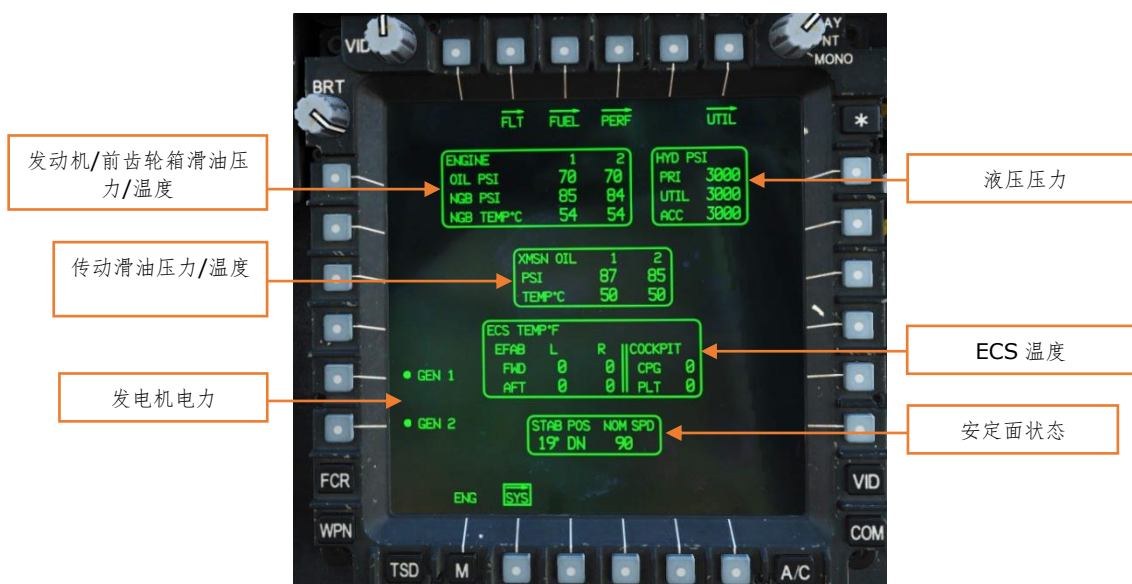 VID
AY
NT
MONO
BRT
FLT FUEL PERF UTIL
*
发动机/前齿轮箱滑油压
力/温度
ENGINE 1 2
OIL PSI 70 70
NGB PSI 85 84
NGB TEMP°C 54 54
HYD PSI
PRI 3000
UTIL 3000
ACC 3000
液压压力
传动滑油压力/温度
XMSN OIL 1 2
PSI 87 85
TEMP°C 50 50
ECS TEMP°F
EFAB L R COCKPIT
FWD 0 0 CPG 0
AFT 0 0 PLT 0
ECS 温度
发电机电力
GEN 1
GEN 2
STAB POS NOM SPD
19° DN 90
安定面状态
FCR
VID
ENG SYS
WPN
COM
TSD M A/C